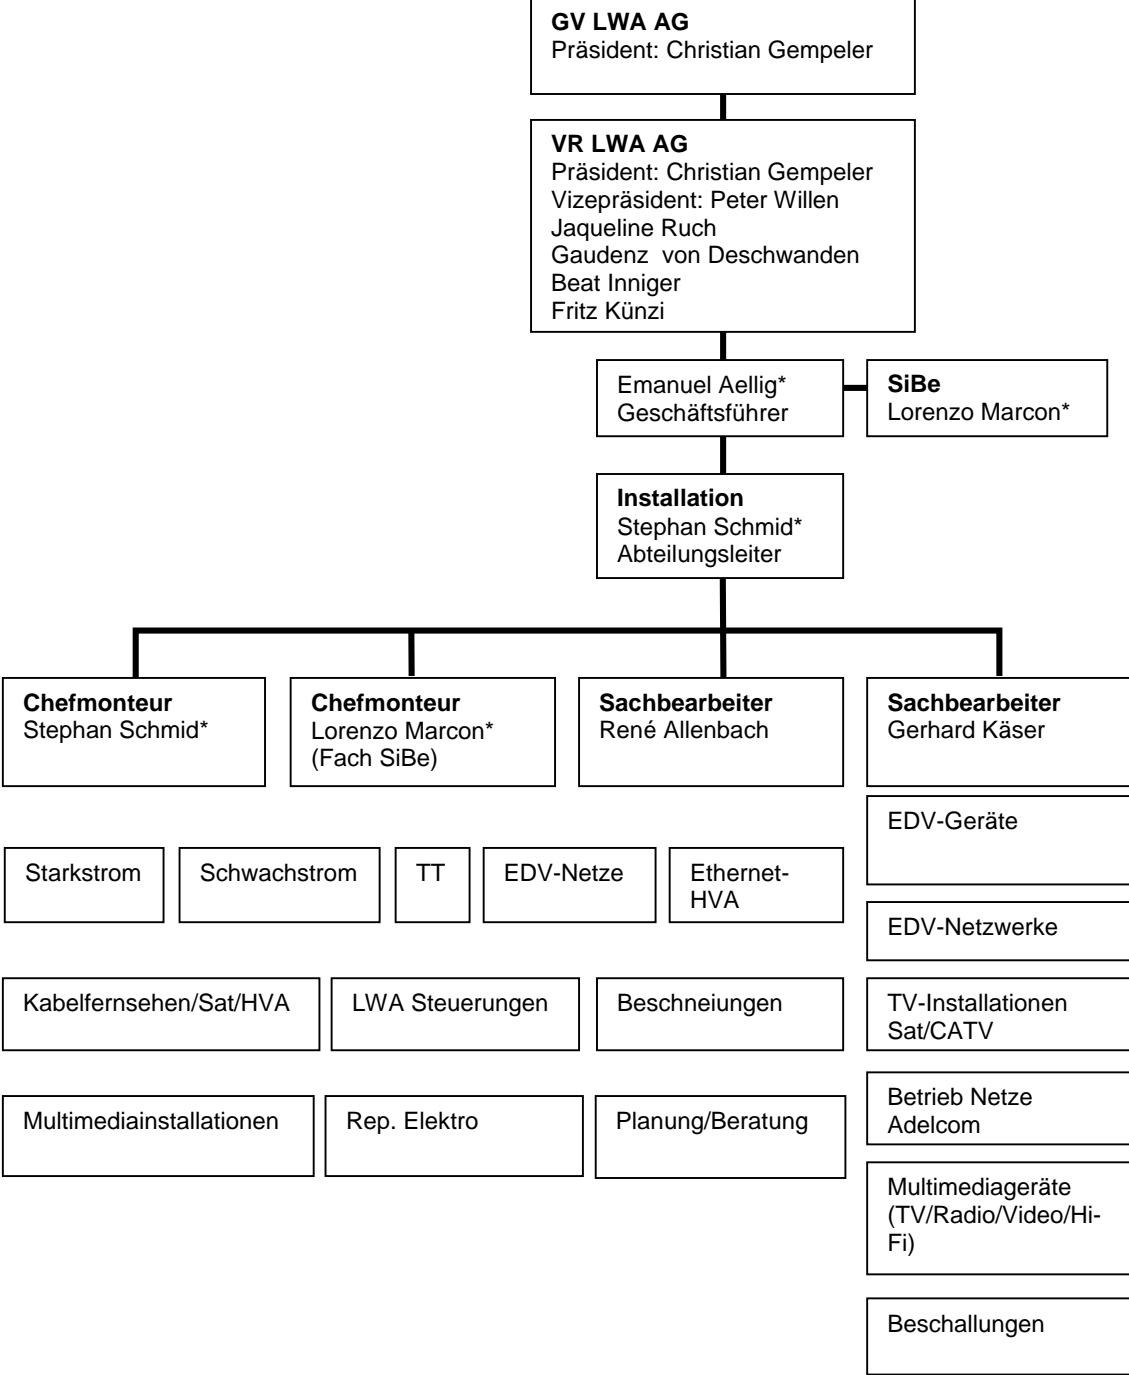 GV LWA AG
Präsident: Christian Gempeler
VR LWA AG
Präsident: Christian Gempeler
Vizepräsident: Peter Willen
Jaqueline Ruch
Gaudenz  von Deschwanden
Beat Inniger
Fritz Künzi
Emanuel Aellig*
Geschäftsführer
SiBe
Lorenzo Marcon*
Installation
Stephan Schmid*
Abteilungsleiter
Chefmonteur
Stephan Schmid*
Chefmonteur
Lorenzo Marcon*
(Fach SiBe)
Sachbearbeiter
René Allenbach
Sachbearbeiter
Gerhard Käser
Starkstrom
Schwachstrom
TT
EDV-Netze
Ethernet-
HVA
Kabelfernsehen/Sat/HVA
LWA Steuerungen
Beschneiungen
Multimediainstallationen
Rep. Elektro
Planung/Beratung
EDV-Geräte
EDV-Netzwerke
TV-Installationen
Sat/CATV
Betrieb Netze
Adelcom
Multimediageräte
(TV/Radio/Video/Hi-
Fi)
Beschallungen